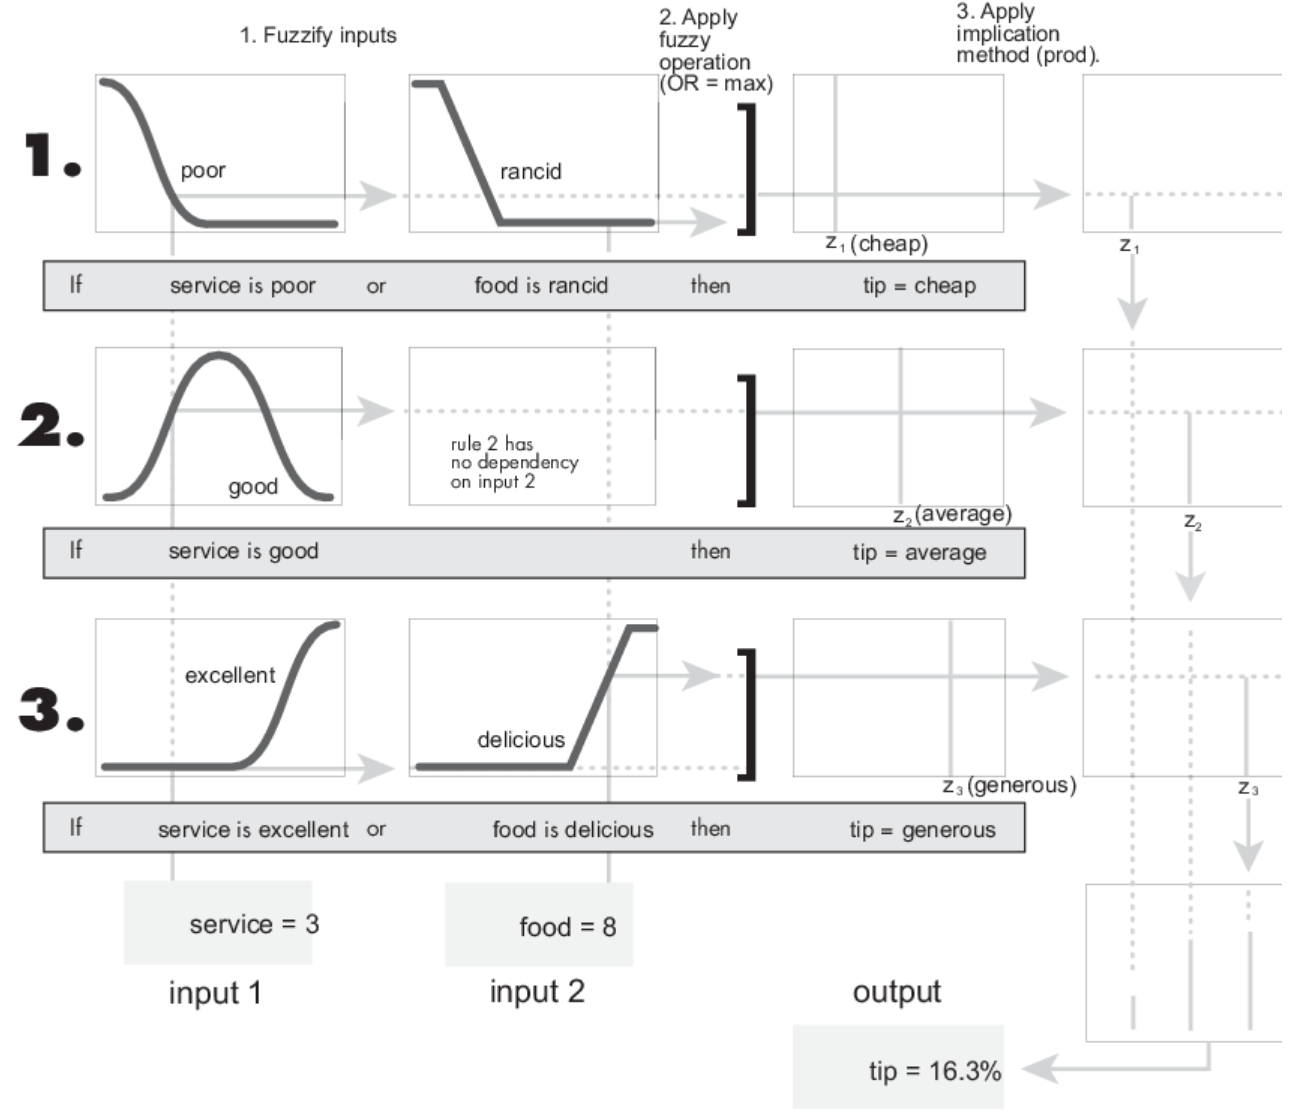 1. Fuzzify inputs
2. Apply
fuzzy
operation
(OR = max)
3. Apply
implication
method (prod).
1.
poor
rancid
z1 (cheap)
z1
If service is poor or food is rancid then tip = cheap
2.
good
rule 2 has
no dependency
on input 2
z2 (average)
z2
If service is good then tip = average
3.
excellent
delicious
z3 (generous)
z3
If service is excellent or food is delicious then tip = generous
service = 3
food = 8
input 1
input 2
output
tip = 16.3%